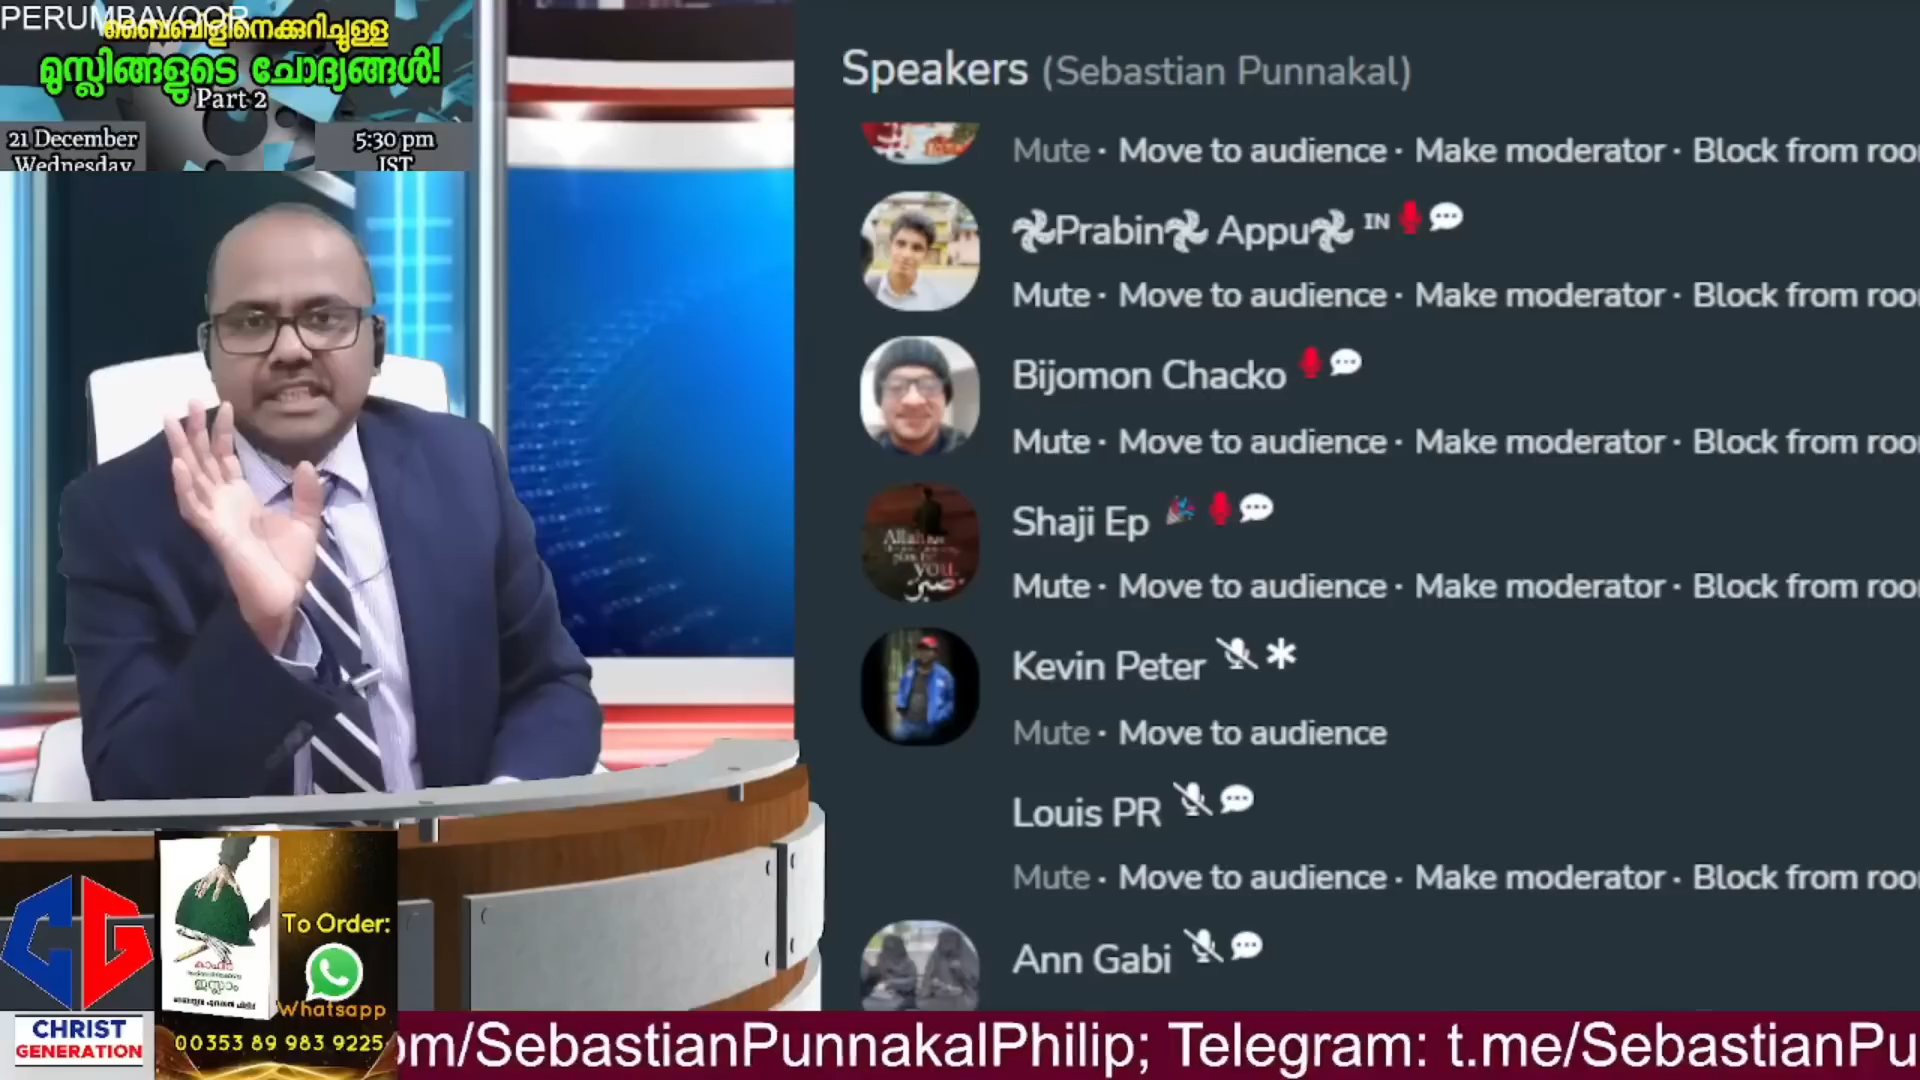 PERUMBAVOOR
ബൈബിളിനെക്കുറിച്ചുള്ള
മുസ്ലിങ്ങളുടെ ചോദ്യങ്ങൾ!
Part 2
21 December
Wednesday
5:30 pm
IST
Speakers (Sebastian Punnakal)
Mute · Move to audience · Make moderator · Block from roo
Prabin Appu IN
Mute · Move to audience · Make moderator · Block from roo
Bijomon Chacko
Mute · Move to audience · Make moderator · Block from roo
Shaji Ep
Allah
you.
Mute · Move to audience · Make moderator · Block from roo
Kevin Peter *
Mute · Move to audience
Louis PR
Mute · Move to audience · Make moderator · Block from roo
Ann Gabi
CG
CHRIST
GENERATION
ഇസ്ലാം
To Order:
Whatsapp
00353 89 983 9225
om/SebastianPunnakalPhilip; Telegram: t.me/SebastianPu